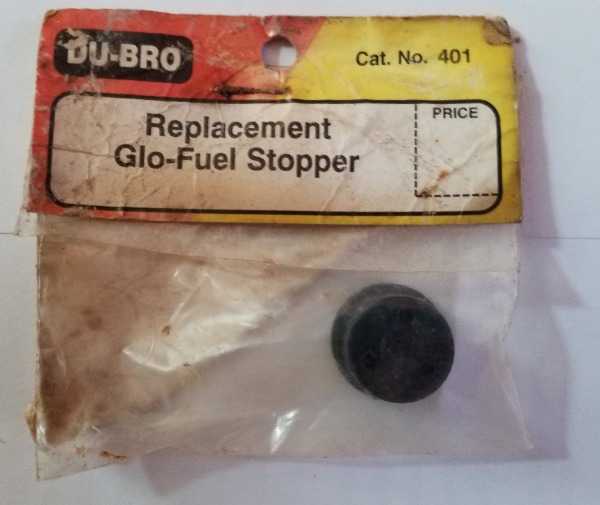 DU-BRO
Cat. No. 401
PRICE
Replacement
Glo-Fuel Stopper